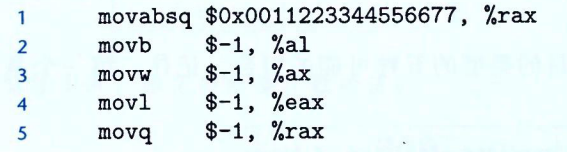 1 movabsq $0x0011223344556677, %rax
2 movb $-1, %al
3 movw $-1, %ax
4 movl $-1, %eax
5 movq $-1, %rax